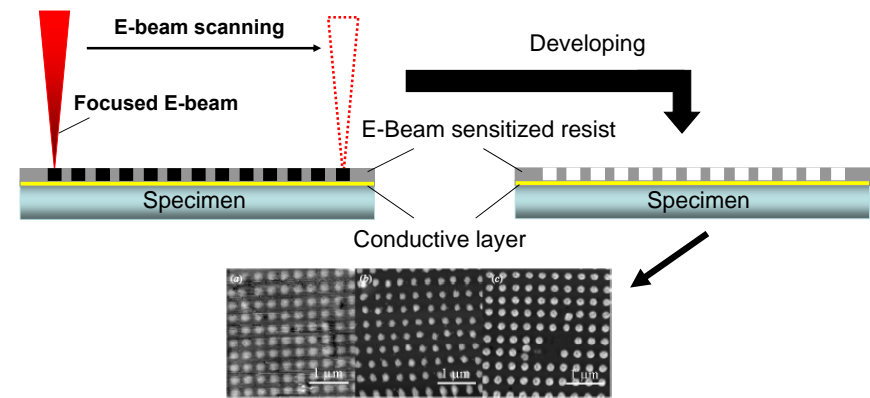 E-beam scanning
Developing
Focused E-beam
E-Beam sensitized resist
Specimen
Specimen
Conductive layer
(a)
(b)
(c)
1 μm
1 μm
1 μm